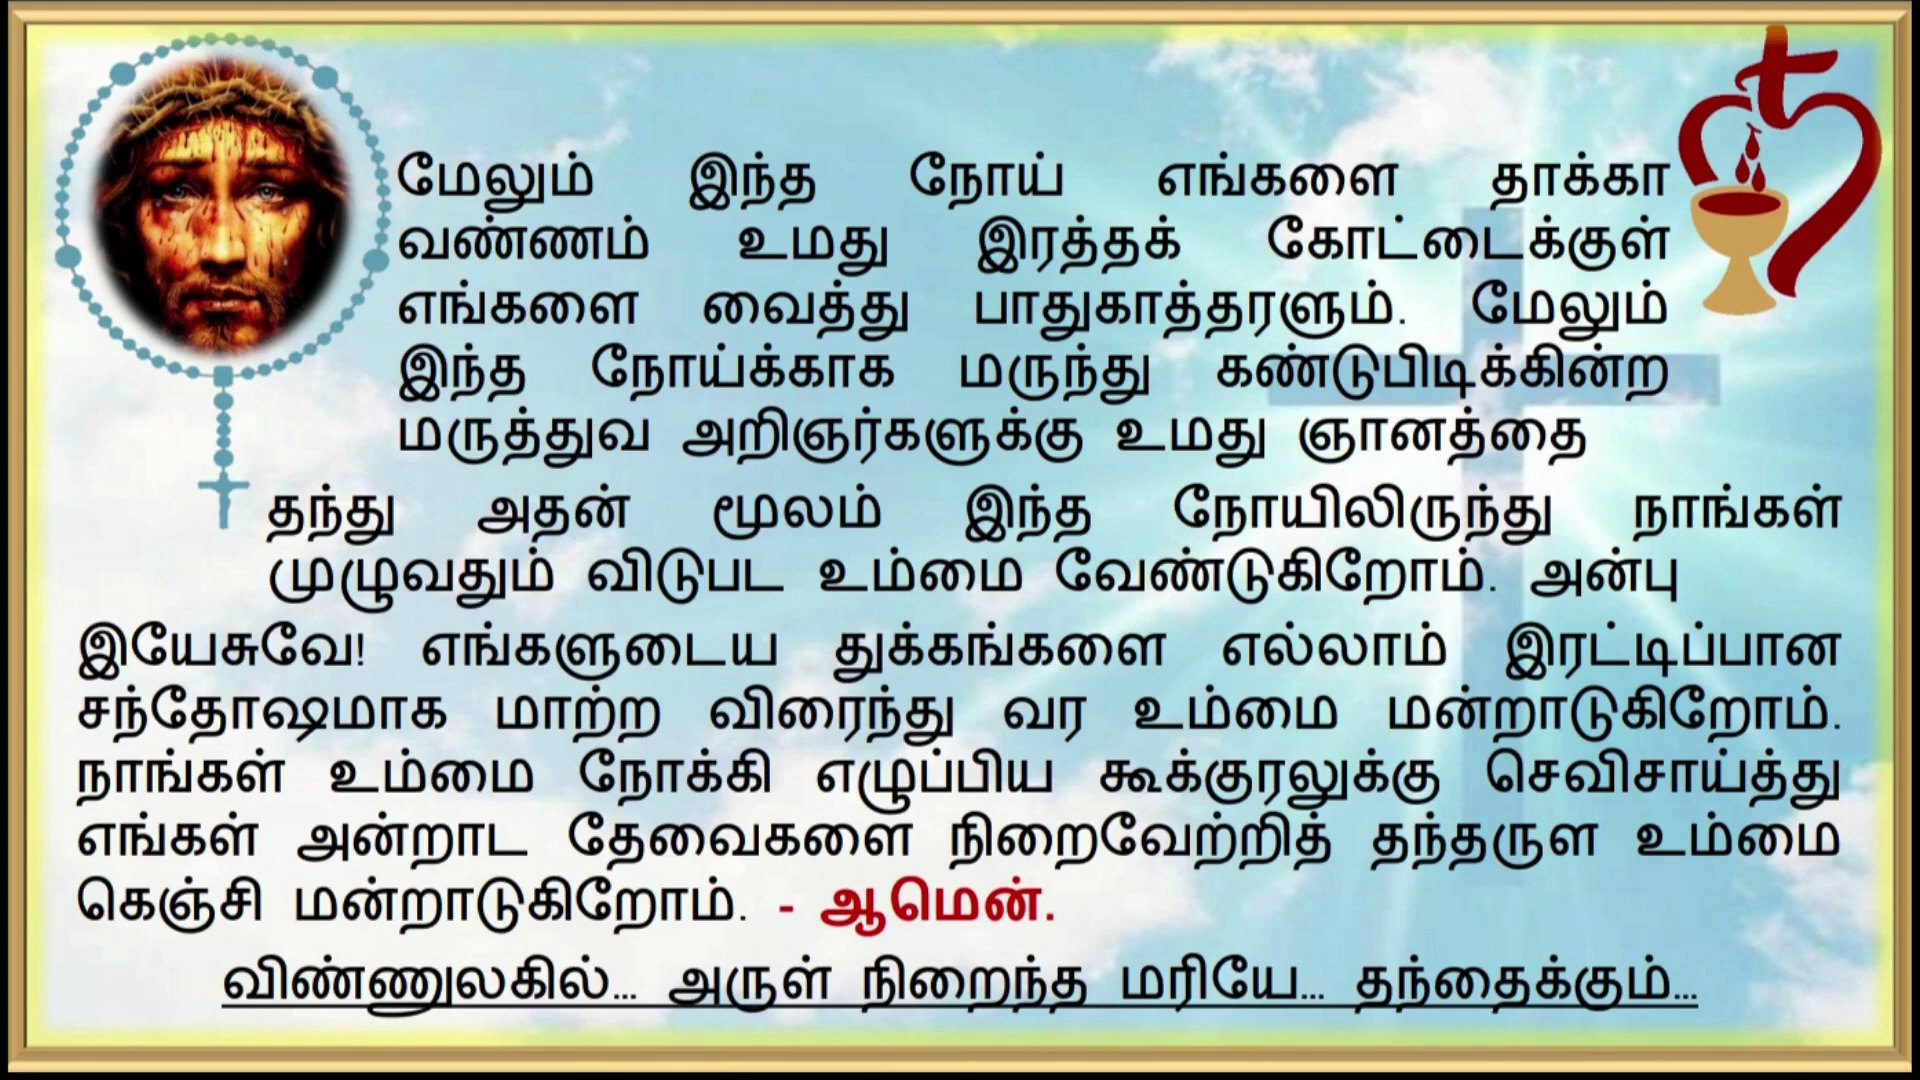 மேலும் இந்த நோய் எங்களை தாக்கா
வண்ணம் உமது இரத்தக் கோட்டைக்குள்
எங்களை வைத்து பாதுகாத்தரளும். மேலும்
இந்த நோய்க்காக மருந்து கண்டுபிடிக்கின்ற
மருத்துவ அறிஞர்களுக்கு உமது ஞானத்தை
தந்து அதன் மூலம் இந்த நோயிலிருந்து நாங்கள்
முழுவதும் விடுபட உம்மை வேண்டுகிறோம். அன்பு
இயேசுவே! எங்களுடைய துக்கங்களை எல்லாம் இரட்டிப்பான
சந்தோஷமாக மாற்ற விரைந்து வர உம்மை மன்றாடுகிறோம்.
நாங்கள் உம்மை நோக்கி எழுப்பிய கூக்குரலுக்கு செவிசாய்த்து
எங்கள் அன்றாட தேவைகளை நிறைவேற்றித் தந்தருள உம்மை
கெஞ்சி மன்றாடுகிறோம். - ஆமென்.
விண்ணுலகில்... அருள் நிறைந்த மரியே... தந்தைக்கும்...